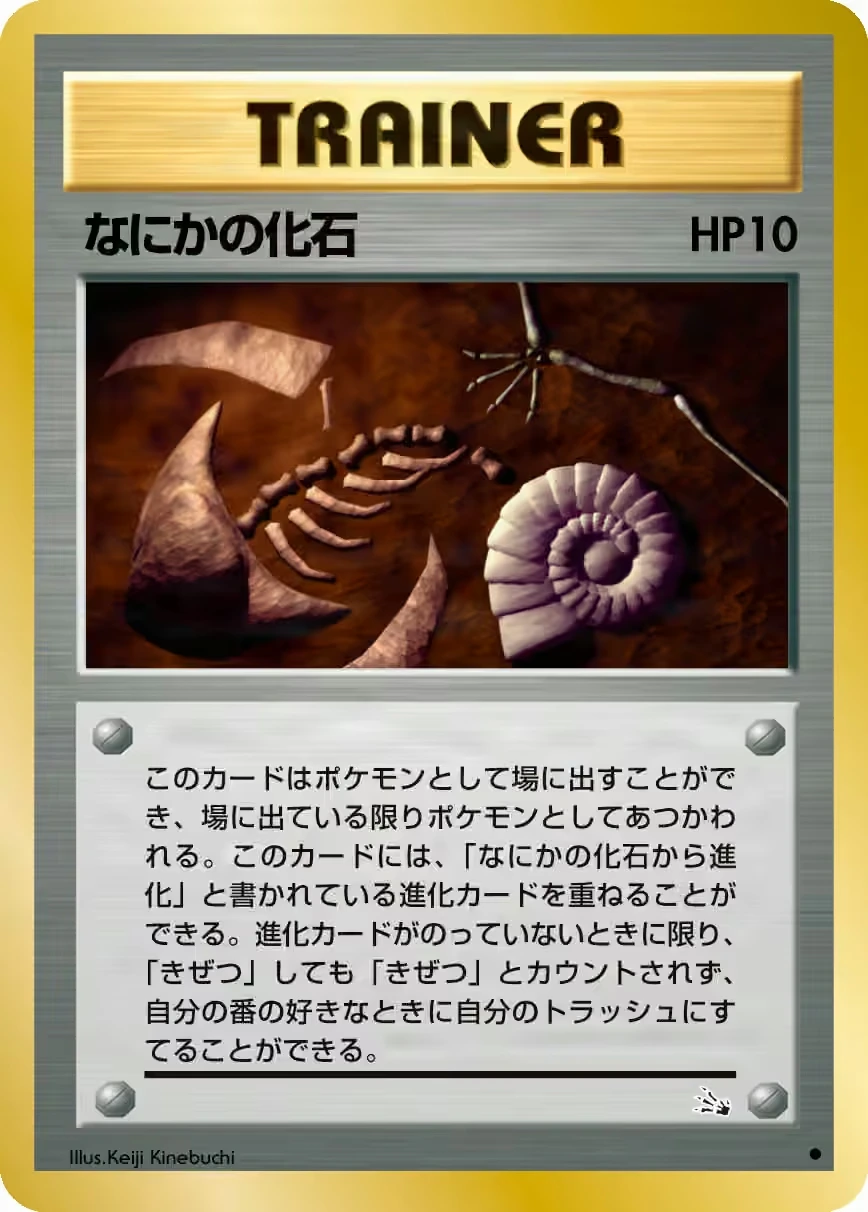 TRAINER
なにかの化石 HP10
このカードはポケモンとして場に出すことがで
き、場に出ている限りポケモンとしてあつかわ
れる。このカードには、「なにかの化石から進
化」と書かれている進化カードを重ねることが
できる。進化カードがのっていないときに限り、
「きぜつ」しても「きぜつ」とカウントされず、
自分の番の好きなときに自分のトラッシュにす
てることができる。
Illus.Keiji Kinebuchi